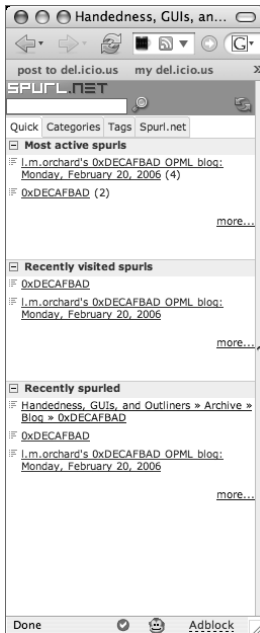 Handedness, GUIs, an...
G
post to del.icio.us my del.icio.us
SPURL.NET
Quick Categories Tags Spurl.net
Most active spurls
l.m.orchard's 0xDECAFBAD OPML blog:
Monday, February 20, 2006 (4)
0xDECAFBAD (2)
more...
Recently visited spurls
0xDECAFBAD
l.m.orchard's 0xDECAFBAD OPML blog:
Monday, February 20, 2006
more...
Recently spurled
Handedness, GUIs, and Outliners » Archive »
Blog » 0xDECAFBAD
0xDECAFBAD
l.m.orchard's 0xDECAFBAD OPML blog:
Monday, February 20, 2006
more...
Done Adblock